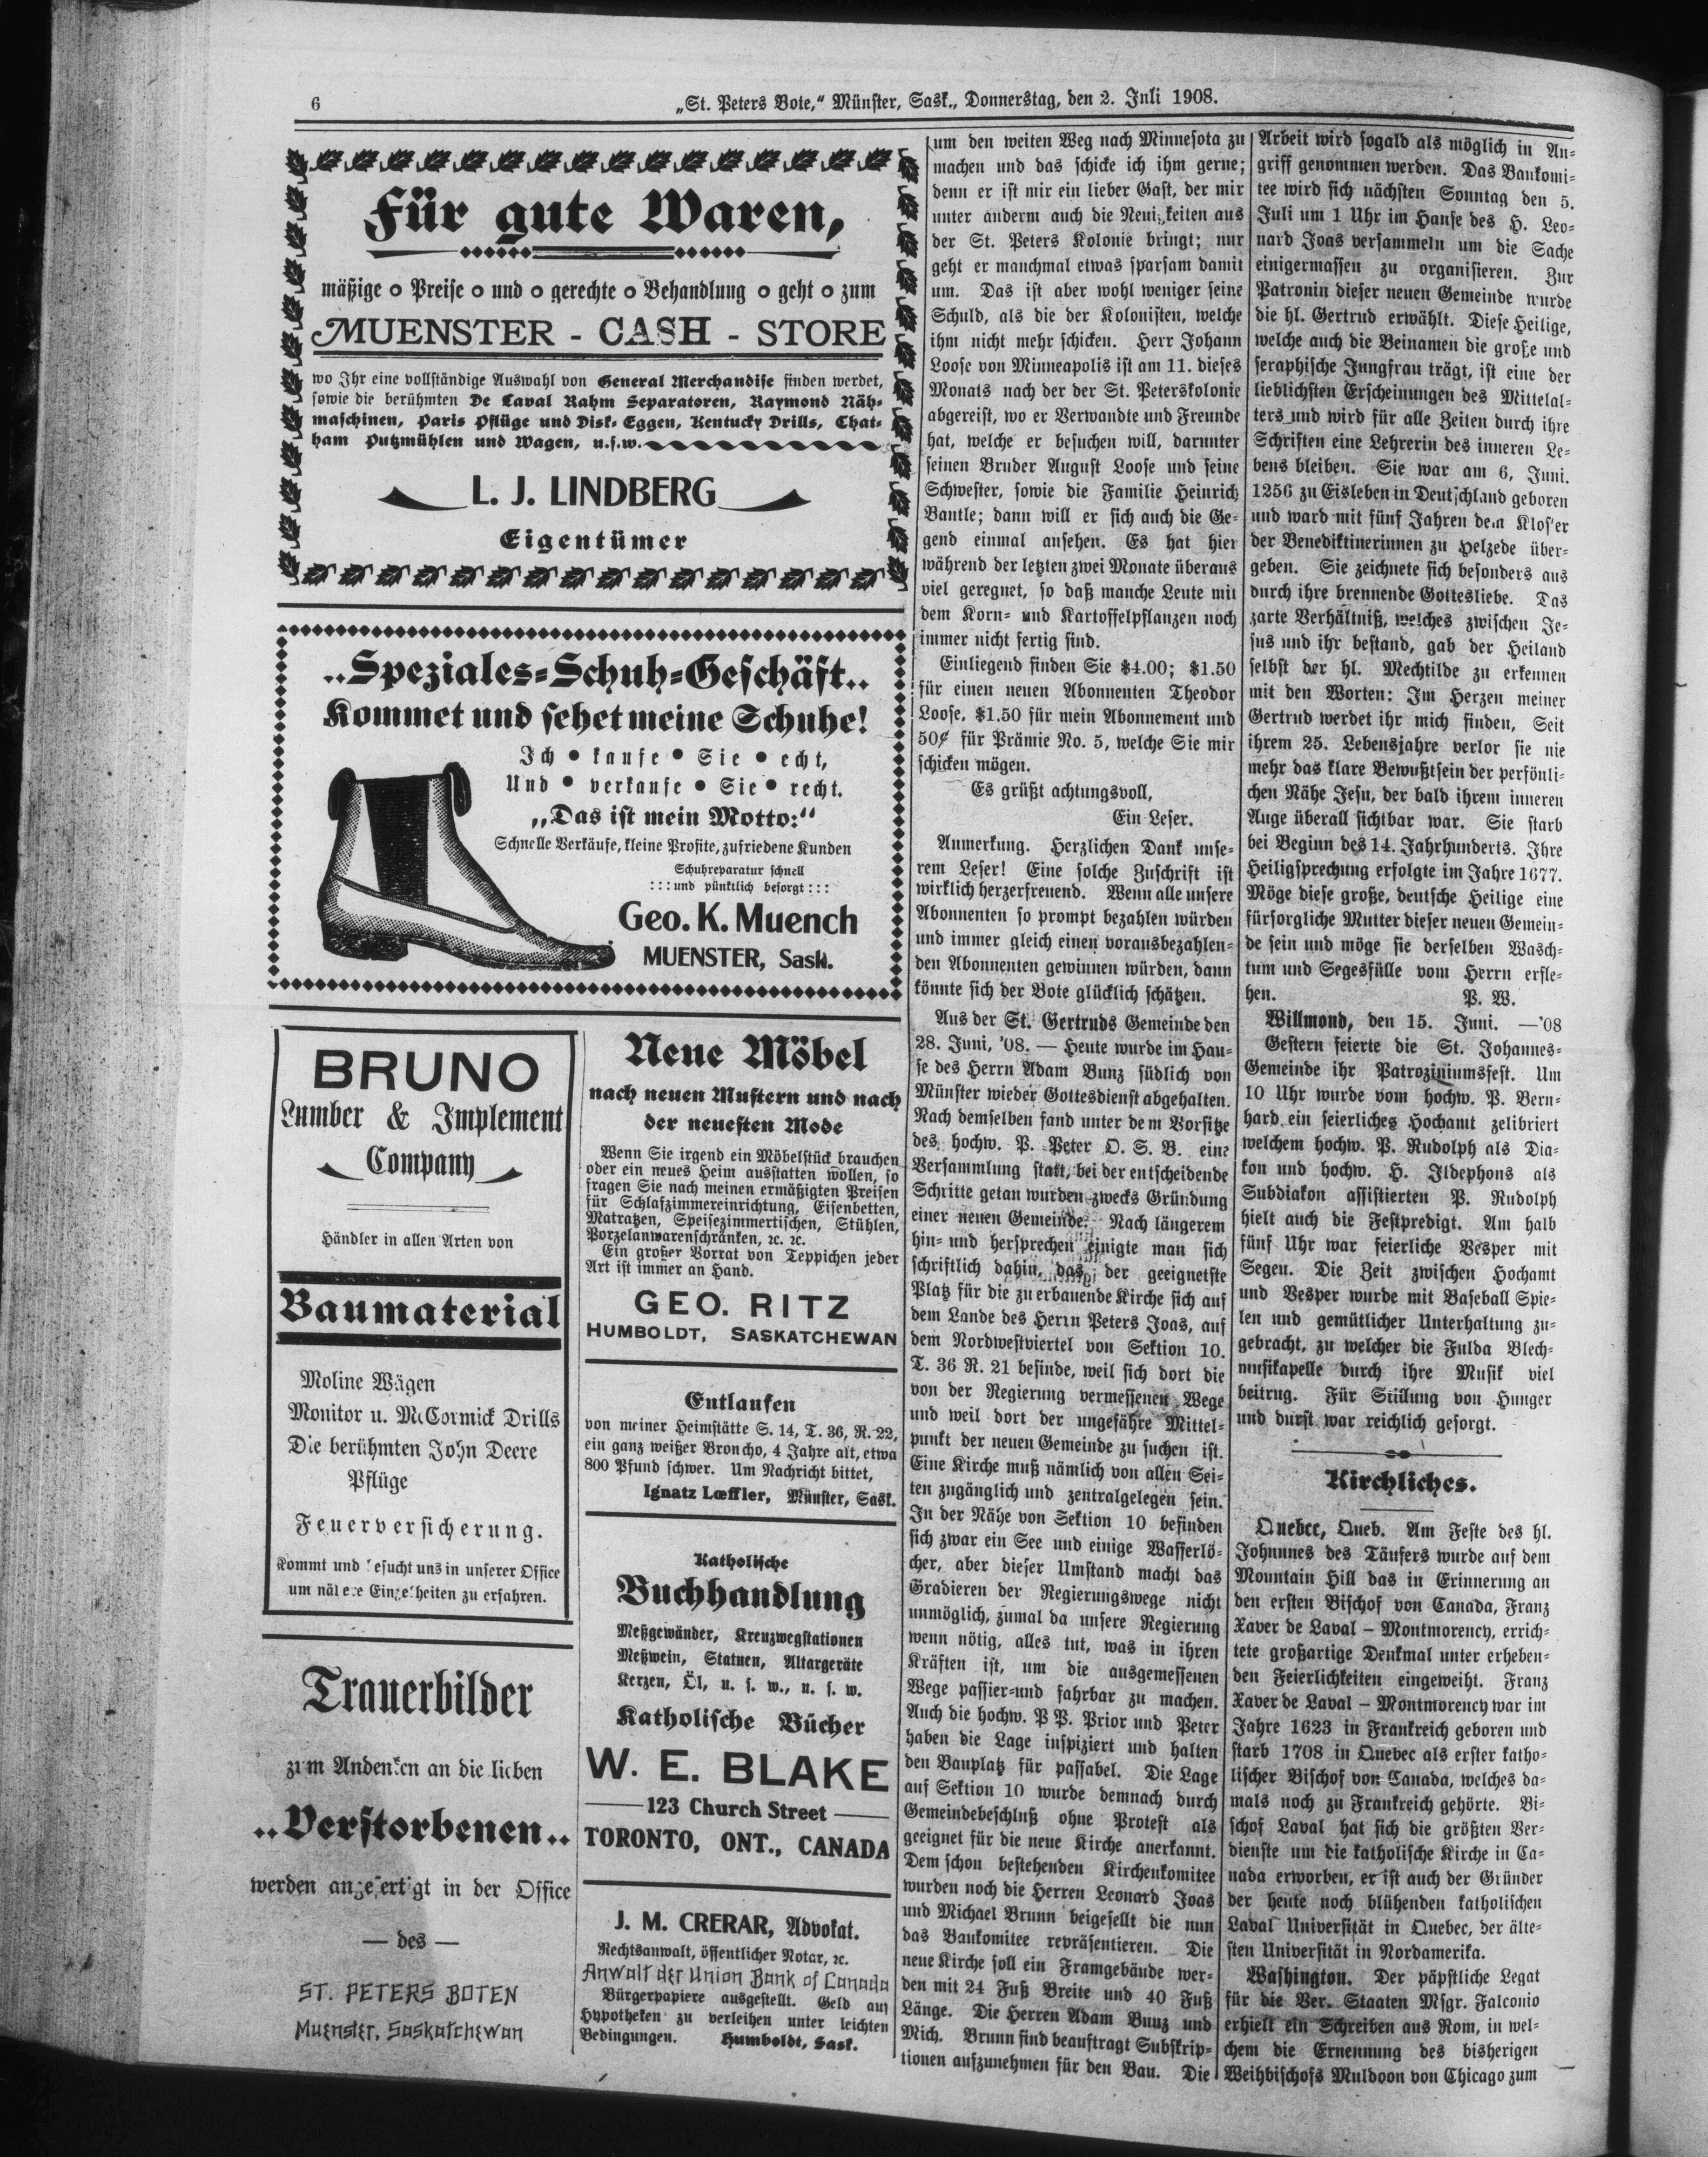 6
„St. Peters Bote,“ Münster, Sask., Donnerstag, den 2. Juli 1908.
Für gute Waren,
mäßige o Preise o und o gerechte o Behandlung o geht o zum
MUENSTER - CASH - STORE
wo Ihr eine vollständige Auswahl von General Merchandise finden werdet,
sowie die berühmten De Laval Rahm Separatoren, Raymond Näh-
maschinen, Paris Pflüge und Disk-Eggen, Kentucky Drills, Chat-
ham Putzmühlen und Wagen, u.s.w.
L. J. LINDBERG
Eigentümer
..Speziales-Schuh-Geschäft..
Kommet und sehet meine Schuhe!
Ich • kaufe • Sie • echt,
Und • verkaufe • Sie • recht.
„Das ist mein Motto:“
Schnelle Verkäufe, kleine Profite, zufriedene Kunden
Schuhreparatur schnell
:::und pünktlich besorgt:::
Geo. K. Muench
MUENSTER, Sask.
BRUNO
Lumber & Implement
Company
Händler in allen Arten von
Baumaterial
Moline Wägen
Monitor u. McCormick Drills
Die berühmten John Deere
Pflüge
Feuerversicherung.
Kommt und besucht uns in unserer Office
um nähere Einzelheiten zu erfahren.
Trauerbilder
zum Andenken an die lieben
..Verstorbenen..
werden angefertigt in der Office
— des —
ST. PETERS BOTEN
Muenster, Saskatchewan
Neue Möbel
nach neuen Mustern und nach
der neuesten Mode
Wenn Sie irgend ein Möbelstück brauchen
oder ein neues Heim ausstatten wollen, so
fragen Sie nach meinen ermäßigten Preisen
für Schlafzimmereinrichtung, Eisenbetten,
Matratzen, Speisezimmertischen, Stühlen,
Porzelanwarenschränken, ꝛc. ꝛc.
Ein großer Vorrat von Teppichen jeder
Art ist immer an Hand.
GEO. RITZ
HUMBOLDT, SASKATCHEWAN
Entlaufen
von meiner Heimstätte S. 14, T. 36, R. 22,
ein ganz weißer Broncho, 4 Jahre alt, etwa
800 Pfund schwer. Um Nachricht bittet,
Ignatz Lœffler, Münster, Sask.
Katholische
Buchhandlung
Meßgewänder, Kreuzwegstationen
Meßwein, Statuen, Altargeräte
Kerzen, Öl, u. s. w., u. s. w.
Katholische Bücher
W. E. BLAKE
123 Church Street
TORONTO, ONT., CANADA
J. M. CRERAR, Advokat.
Rechtsanwalt, öffentlicher Notar, ꝛc.
Anwalt der Union Bank of Canada
Bürgerpapiere ausgestellt. Geld auf
Hypotheken zu verleihen unter leichten
Bedingungen. Humboldt, Sask.
um den weiten Weg nach Minnesota zu
machen und das schicke ich ihm gerne;
denn er ist mir ein lieber Gast, der mir
unter anderm auch die Neuigkeiten aus
der St. Peters Kolonie bringt; nur
geht er manchmal etwas sparsam damit
um. Das ist aber wohl weniger seine
Schuld, als die der Kolonisten, welche
ihm nicht mehr schicken. Herr Johann
Loose von Minneapolis ist am 11. dieses
Monats nach der der St. Peterskolonie
abgereist, wo er Verwandte und Freunde
hat, welche er besuchen will, darunter
seinen Bruder August Loose und seine
Schwester, sowie die Familie Heinrich
Bantle; dann will er sich auch die Ge-
gend einmal ansehen. Es hat hier
während der letzten zwei Monate überaus
viel geregnet, so daß manche Leute mit
dem Korn- und Kartoffelpflanzen noch
immer nicht fertig sind.
Einliegend finden Sie $4.00; $1.50
für einen neuen Abonnenten Theodor
Loose, $1.50 für mein Abonnement und
50¢ für Prämie No. 5, welche Sie mir
schicken mögen.
Es grüßt achtungsvoll,
Ein Leser.
Anmerkung. Herzlichen Dank unse-
rem Leser! Eine solche Zuschrift ist
wirklich herzerfreuend. Wenn alle unsere
Abonnenten so prompt bezahlen würden
und immer gleich einen vorausbezahlen-
den Abonnenten gewinnen würden, dann
könnte sich der Bote glücklich schätzen.
Aus der St. Gertruds Gemeinde den
28. Juni, '08. — Heute wurde im Hau-
se des Herrn Adam Bunz südlich von
Münster wieder Gottesdienst abgehalten.
Nach demselben fand unter dem Vorsitze
des hochw. P. Peter O. S. B. eine
Versammlung statt, bei der entscheidende
Schritte getan wurden zwecks Gründung
einer neuen Gemeinde. Nach längerem
hin- und hersprechen einigte man sich
schriftlich dahin, das der geeignetste
Platz für die zu erbauende Kirche sich auf
dem Lande des Herrn Peters Joas, auf
dem Nordwestviertel von Sektion 10.
T. 36 R. 21 befinde, weil sich dort die
von der Regierung vermessenen Wege
und weil dort der ungefähre Mittel-
punkt der neuen Gemeinde zu suchen ist.
Eine Kirche muß nämlich von allen Sei-
ten zugänglich und zentralgelegen sein.
In der Nähe von Sektion 10 befinden
sich zwar ein See und einige Wasserlö-
cher, aber dieser Umstand macht das
Gradieren der Regierungswege nicht
unmöglich, zumal da unsere Regierung
wenn nötig, alles tut, was in ihren
Kräften ist, um die ausgemessenen
Wege passier- und fahrbar zu machen.
Auch die hochw. P P. Prior und Peter
haben die Lage inspiziert und halten
den Bauplatz für passabel. Die Lage
auf Sektion 10 wurde demnach durch
Gemeindebeschluß ohne Protest als
geeignet für die neue Kirche anerkannt.
Dem schon bestehenden Kirchenkomitee
wurden noch die Herren Leonard Joas
und Michael Brunn beigesellt die nun
das Baukomitee repräsentieren. Die
neue Kirche soll ein Framgebäude wer-
den mit 24 Fuß Breite und 40 Fuß
Länge. Die Herren Adam Bunz und
Mich. Brunn sind beauftragt Subskrip-
tionen aufzunehmen für den Bau. Die
Arbeit wird sogald als möglich in An-
griff genommen werden. Das Baukomi-
tee wird sich nächsten Sonntag den 5.
Juli um 1 Uhr im Hause des H. Leo-
nard Joas versammeln um die Sache
einigermassen zu organisieren. Zur
Patronin dieser neuen Gemeinde wurde
die hl. Gertrud erwählt. Diese Heilige,
welche auch die Beinamen die große und
seraphische Jungfrau trägt, ist eine der
lieblichsten Erscheinungen des Mittelal-
ters und wird für alle Zeiten durch ihre
Schriften eine Lehrerin des inneren Le-
bens bleiben. Sie war am 6, Juni.
1256 zu Eisleben in Deutschland geboren
und ward mit fünf Jahren dem Kloster
der Benediktinerinnen zu Helzede über-
geben. Sie zeichnete sich besonders aus
durch ihre brennende Gottesliebe. Das
zarte Verhältniß, welches zwischen Je-
sus und ihr bestand, gab der Heiland
selbst der hl. Mechtilde zu erkennen
mit den Worten: Im Herzen meiner
Gertrud werdet ihr mich finden, Seit
ihrem 25. Lebensjahre verlor sie nie
mehr das klare Bewußtsein der persönli-
chen Nähe Jesu, der bald ihrem inneren
Auge überall sichtbar war. Sie starb
bei Beginn des 14. Jahrhunderts. Ihre
Heiligsprechung erfolgte im Jahre 1677.
Möge diese große, deutsche Heilige eine
fürsorgliche Mutter dieser neuen Gemein-
de sein und möge sie derselben Wasch-
tum und Segesfülle vom Herrn erfle-
hen. P. W.
Willmond, den 15. Juni. —'08
Gestern feierte die St. Johannes-
Gemeinde ihr Patroziniumsfest. Um
10 Uhr wurde vom hochw. P. Bern-
hard ein feierliches Hochamt zelibriert
welchem hochw. P. Rudolph als Dia-
kon und hochw. H. Ildephons als
Subdiakon assistierten P. Rudolph
hielt auch die Festpredigt. Am halb
fünf Uhr war feierliche Vesper mit
Segen. Die Zeit zwischen Hochamt
und Vesper wurde mit Baseball Spie-
len und gemütlicher Unterhaltung zu-
gebracht, zu welcher die Fulda Blech-
musikapelle durch ihre Musik viel
beitrug. Für Stillung von Hunger
und durst war reichlich gesorgt.
Kirchliches.
Quebec, Queb. Am Feste des hl.
Johnnnes des Täufers wurde auf dem
Mountain Hill das in Erinnerung an
den ersten Bischof von Canada, Franz
Xaver de Laval – Montmorency, errich-
tete großartige Denkmal unter erheben-
den Feierlichkeiten eingeweiht. Franz
Xaver de Laval – Montmorency war im
Jahre 1623 in Frankreich geboren und
starb 1708 in Quebec als erster katho-
lischer Bischof von Canada, welches da-
mals noch zu Frankreich gehörte. Bi-
schof Laval hat sich die größten Ver-
dienste um die katholische Kirche in Ca-
nada erworben, er ist auch der Gründer
der heute noch blühenden katholischen
Laval Universität in Quebec, der älte-
sten Universität in Nordamerika.
Washington. Der päpstliche Legat
für die Ver. Staaten Msgr. Falconio
erhielt ein Schreiben aus Rom, in wel-
chem die Ernennung des bisherigen
Weihbischofs Muldoon von Chicago zum